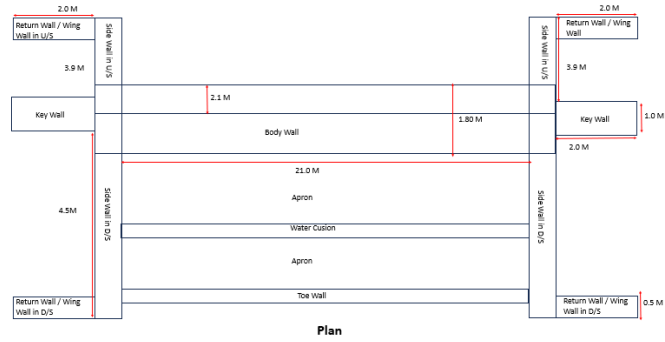 2.0 M
2.0 M
Return Wall / Wing
Wall in U/S
Side Wall in U/S
Side Wall in U/S
Return Wall / Wing
Wall
3.9 M
3.9 M
2.1 M
Key Wall
1.80 M
Key Wall
1.0 M
Body Wall
2.0 M
21.0 M
4.5M
Side Wall in D/S
Apron
Side Wall in D/S
Water Cusion
Apron
Return Wall / Wing
Wall in D/S
Toe Wall
Return Wall / Wing
Wall in D/S
0.5 M
Plan